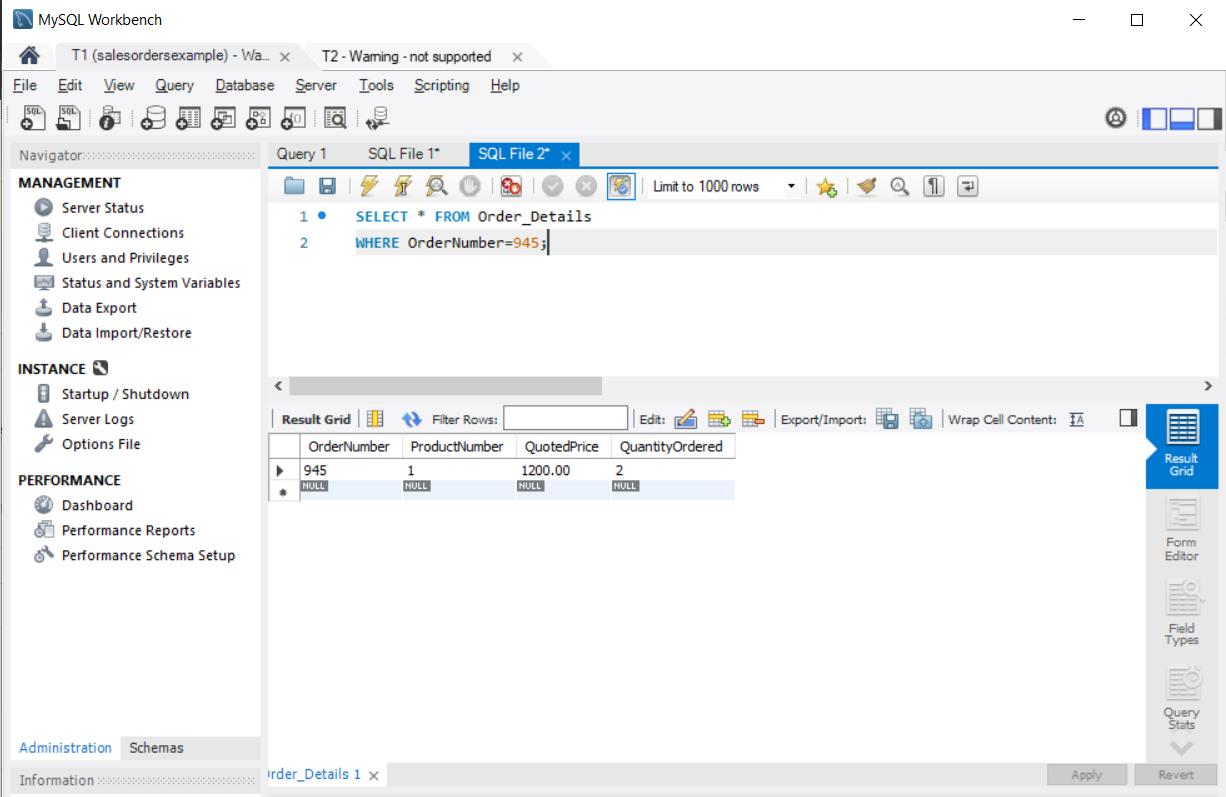 MySQL Workbench
T1 (salesordersexample) - Wa...
T2 - Warning - not supported
File Edit View Query Database Server Tools Scripting Help
Navigator
MANAGEMENT
Server Status
Client Connections
Users and Privileges
Status and System Variables
Data Export
Data Import/Restore
INSTANCE
Startup / Shutdown
Server Logs
Options File
PERFORMANCE
Dashboard
Performance Reports
Performance Schema Setup
Administration Schemas
Information
Query 1 SQL File 1* SQL File 2*
Limit to 1000 rows
1 SELECT * FROM Order_Details
2 WHERE OrderNumber=945;
Result Grid Filter Rows: Edit: Export/Import: Wrap Cell Content: IA
OrderNumber ProductNumber QuotedPrice QuantityOrdered
945 1 1200.00 2
NULL NULL NULL NULL
Result
Grid
Form
Editor
Field
Types
Query
Stats
rder_Details 1
Apply Revert